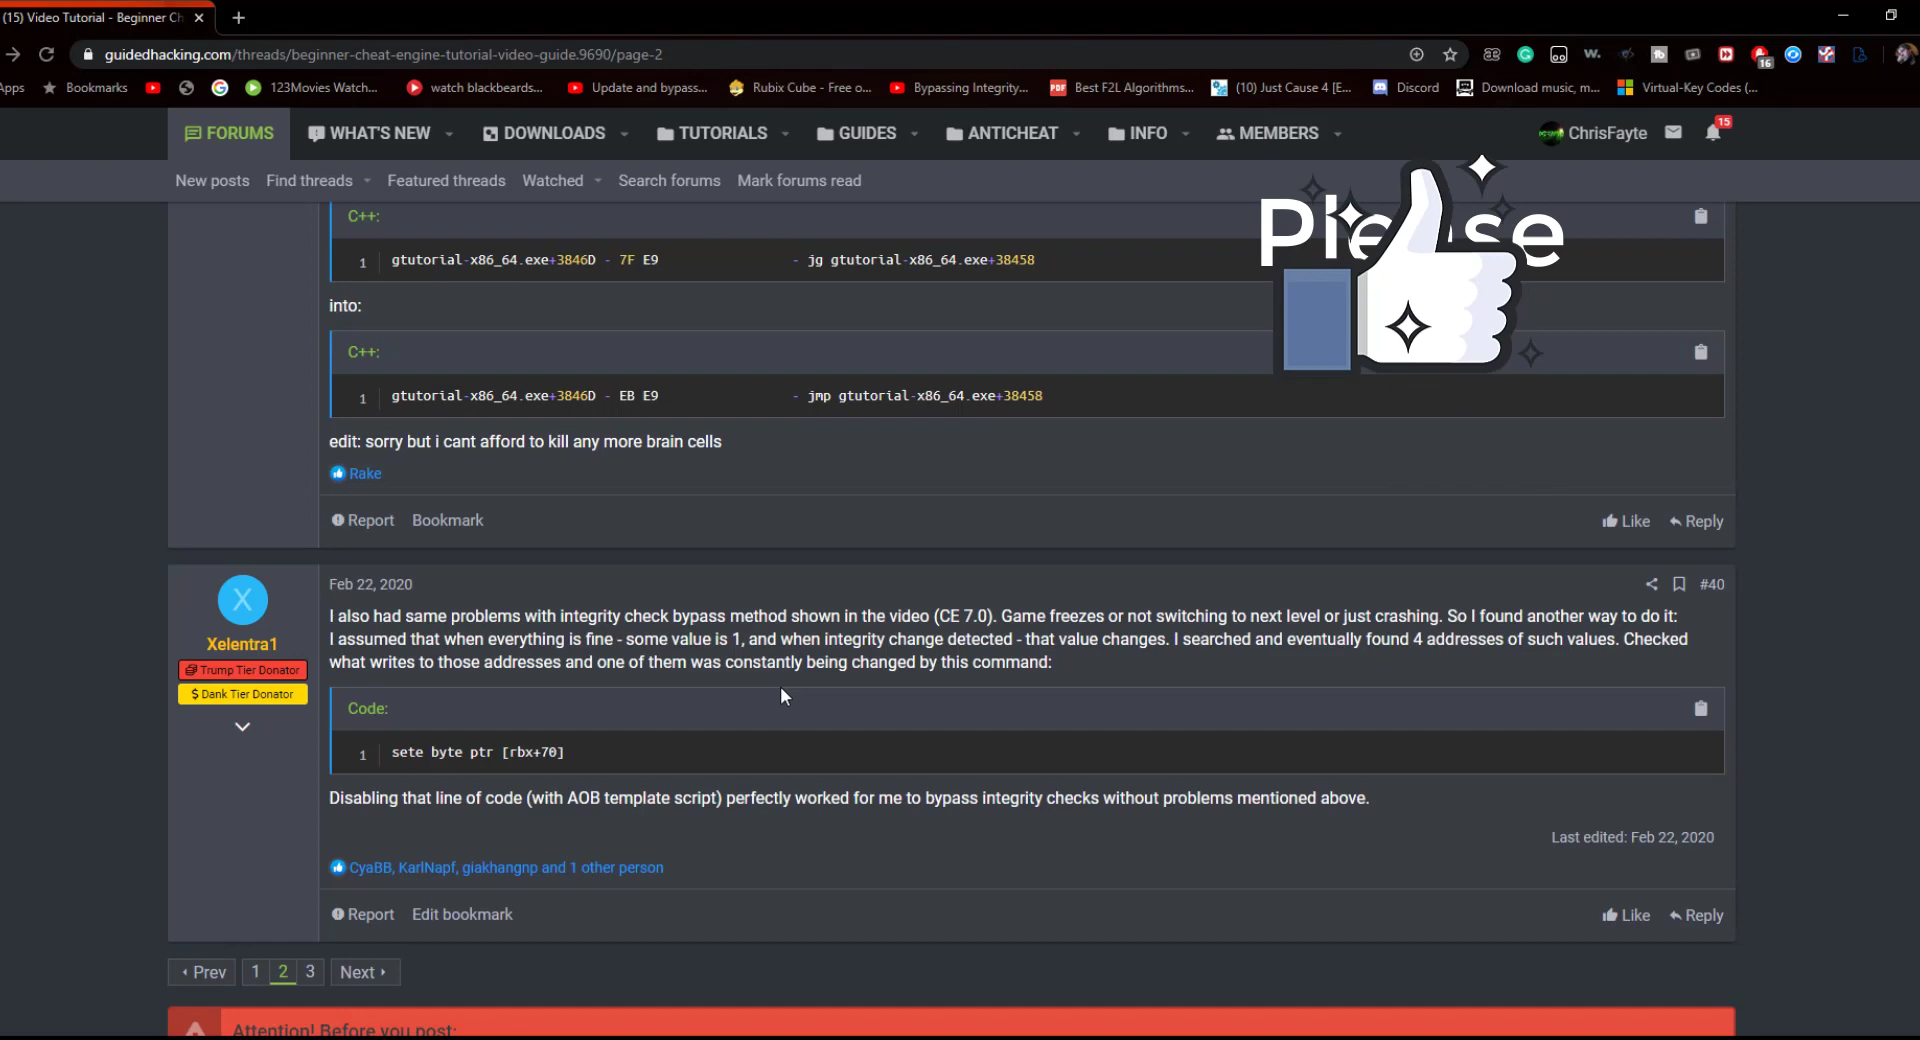 (15) Video Tutorial - Beginner Ch
guidedhacking.com/threads/beginner-cheat-engine-tutorial-video-guide.9690/page-2
16
Apps Bookmarks 123Movies Watch... watch blackbeards... Update and bypass... Rubix Cube - Free o... Bypassing Integrity... PDF Best F2L Algorithms... (10) Just Cause 4 [E... Discord Download music, m... Virtual-Key Codes (...
FORUMS WHAT'S NEW DOWNLOADS TUTORIALS GUIDES ANTICHEAT INFO MEMBERS ChrisFayte 15
New posts Find threads Featured threads Watched Search forums Mark forums read
Please
C++:
1 gtutorial-x86_64.exe+3846D - 7F E9 - jg gtutorial-x86_64.exe+38458
into:
C++:
1 gtutorial-x86_64.exe+3846D - EB E9 - jmp gtutorial-x86_64.exe+38458
edit: sorry but i cant afford to kill any more brain cells
Rake
Report Bookmark Like Reply
X
Xelentra1
Trump Tier Donator
$ Dank Tier Donator
Feb 22, 2020 #40
I also had same problems with integrity check bypass method shown in the video (CE 7.0). Game freezes or not switching to next level or just crashing. So I found another way to do it:
I assumed that when everything is fine - some value is 1, and when integrity change detected - that value changes. I searched and eventually found 4 addresses of such values. Checked
what writes to those addresses and one of them was constantly being changed by this command:
Code:
1 sete byte ptr [rbx+70]
Disabling that line of code (with AOB template script) perfectly worked for me to bypass integrity checks without problems mentioned above.
Last edited: Feb 22, 2020
CyaBB, KarlNapf, giakhangnp and 1 other person
Report Edit bookmark Like Reply
Prev 1 2 3 Next
Attention! Before you post: